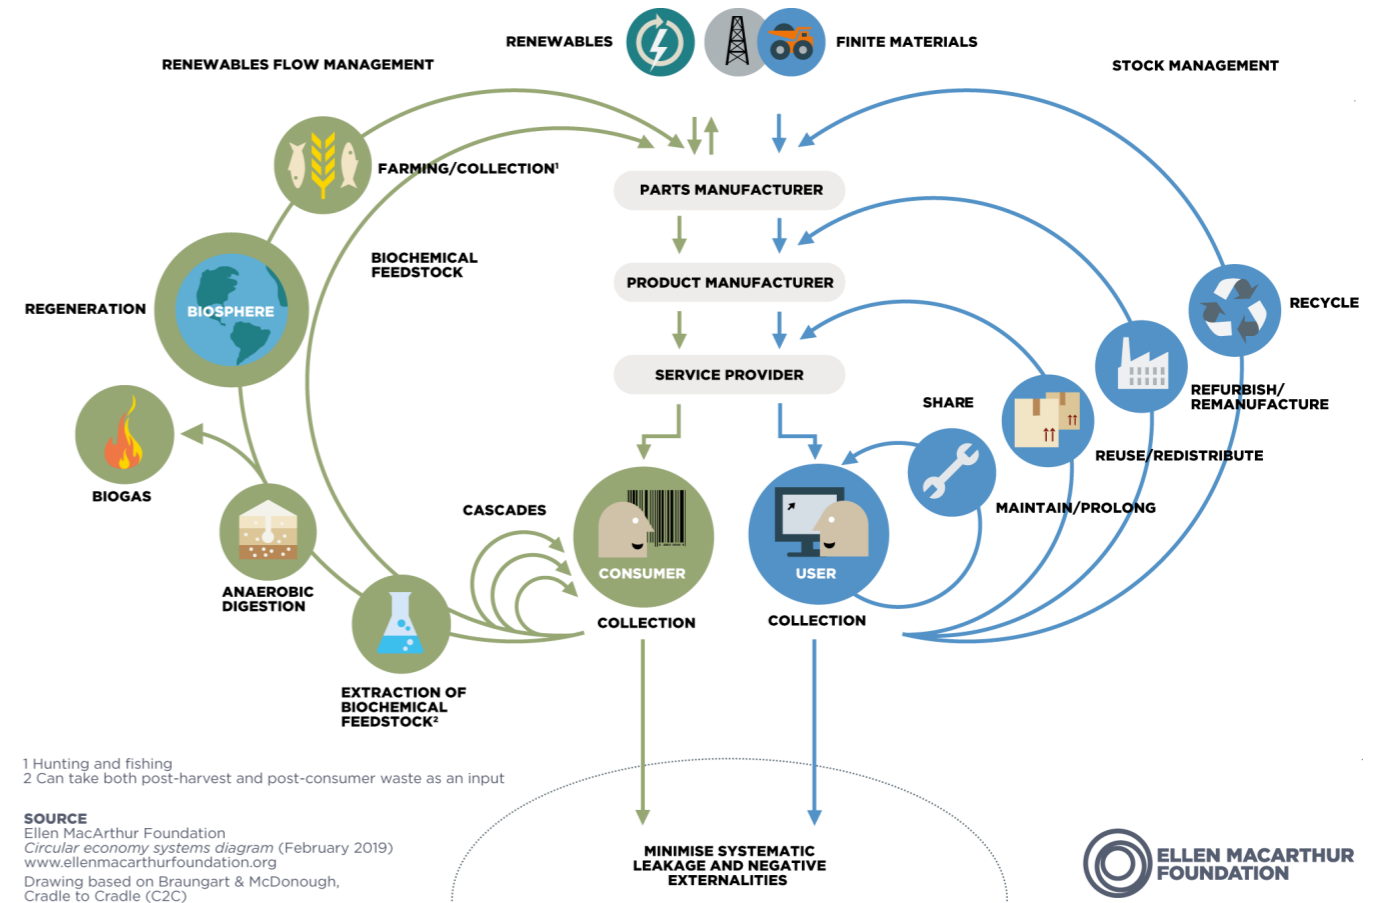 RENEWABLES
FINITE MATERIALS
RENEWABLES FLOW MANAGEMENT
STOCK MANAGEMENT
FARMING/COLLECTION¹
PARTS MANUFACTURER
BIOCHEMICAL
FEEDSTOCK
PRODUCT MANUFACTURER
REGENERATION
BIOSPHERE
RECYCLE
SERVICE PROVIDER
SHARE
REFURBISH/
REMANUFACTURE
REUSE/REDISTRIBUTE
BIOGAS
CASCADES
MAINTAIN/PROLONG
CONSUMER
USER
ANAEROBIC
DIGESTION
COLLECTION
COLLECTION
EXTRACTION OF
BIOCHEMICAL
FEEDSTOCK²
1 Hunting and fishing
2 Can take both post-harvest and post-consumer waste as an input
SOURCE
Ellen MacArthur Foundation
Circular economy systems diagram (February 2019)
www.ellenmacarthurfoundation.org
Drawing based on Braungart & McDonough,
Cradle to Cradle (C2C)
MINIMISE SYSTEMATIC
LEAKAGE AND NEGATIVE
EXTERNALITIES
ELLEN MACARTHUR
FOUNDATION